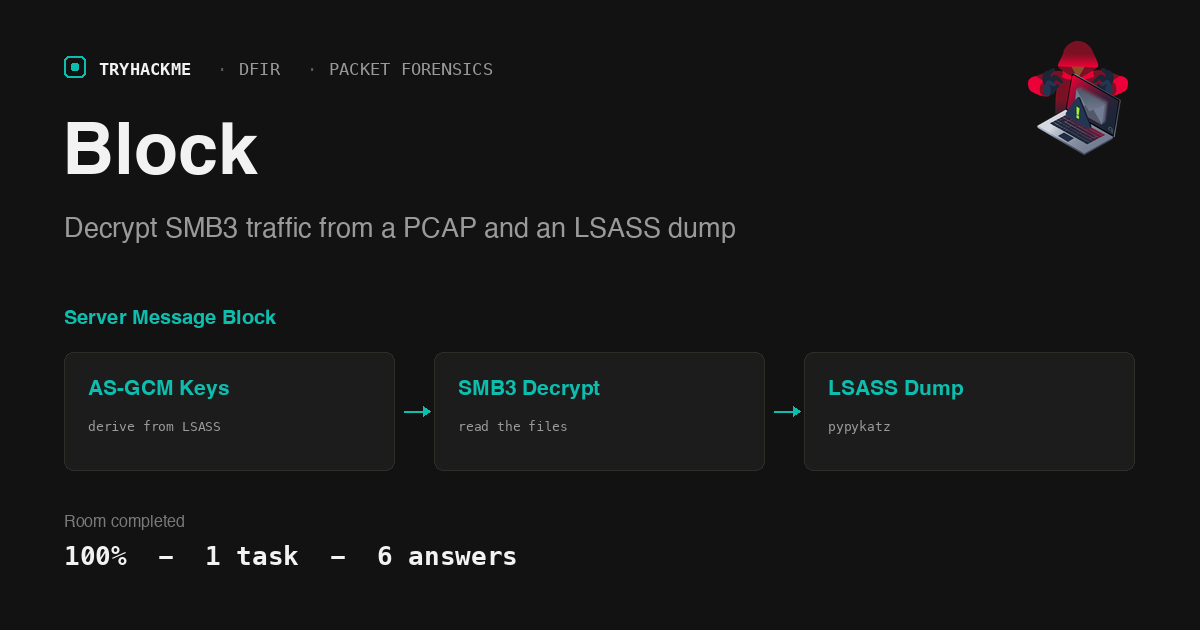 TRYHACKME · DFIR · PACKET FORENSICS
Block
Decrypt SMB3 traffic from a PCAP and an LSASS dump
Server Message Block
AS-GCM Keys
derive from LSASS
SMB3 Decrypt
read the files
LSASS Dump
pypykatz
Room completed
100% – 1 task – 6 answers